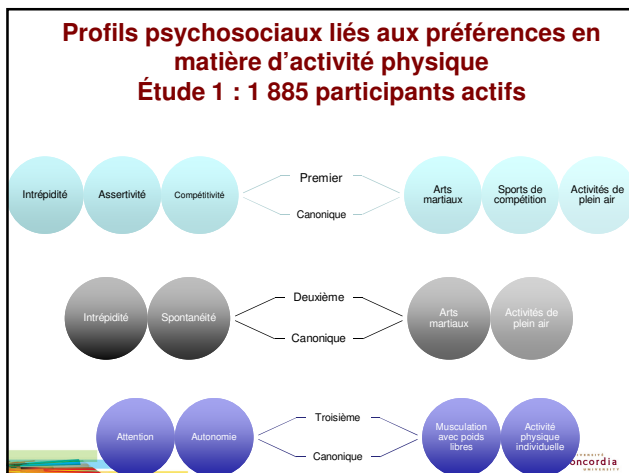 Profils psychosociaux liés aux préférences en
matière d'activité physique
Étude 1 : 1 885 participants actifs
Intrépidité
Assertivité
Compétitivité
Premier
Canonique
Arts
martiaux
Sports de
compétition
Activités de
plein air
Intrépidité
Spontanéité
Deuxième
Canonique
Arts
martiaux
Activités de
plein air
Attention
Autonomie
Troisième
Canonique
Musculation
avec poids
libres
Activité
physique
individuelle
oncordia
UNIVERSITY